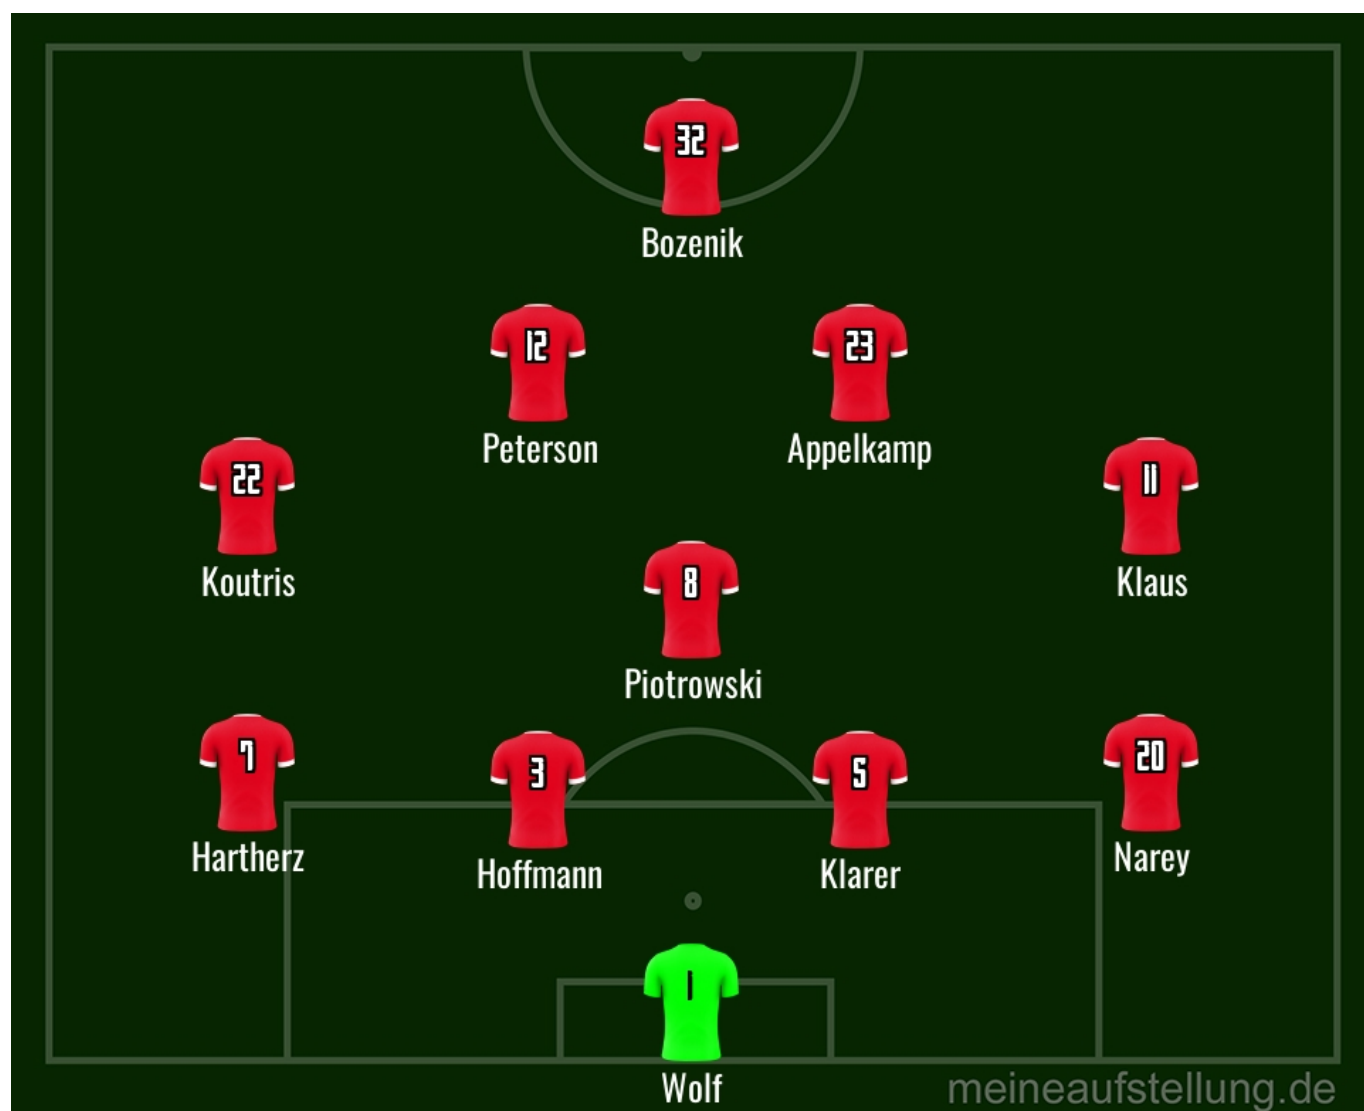 32
Bozenik
12 23
Peterson Appelkamp
22 11
Koutris Klaus
8
Piotrowski
7 20
3 5
Hartherz Narey
Hoffmann Klarer
1
Wolf
meineaufstellung.de